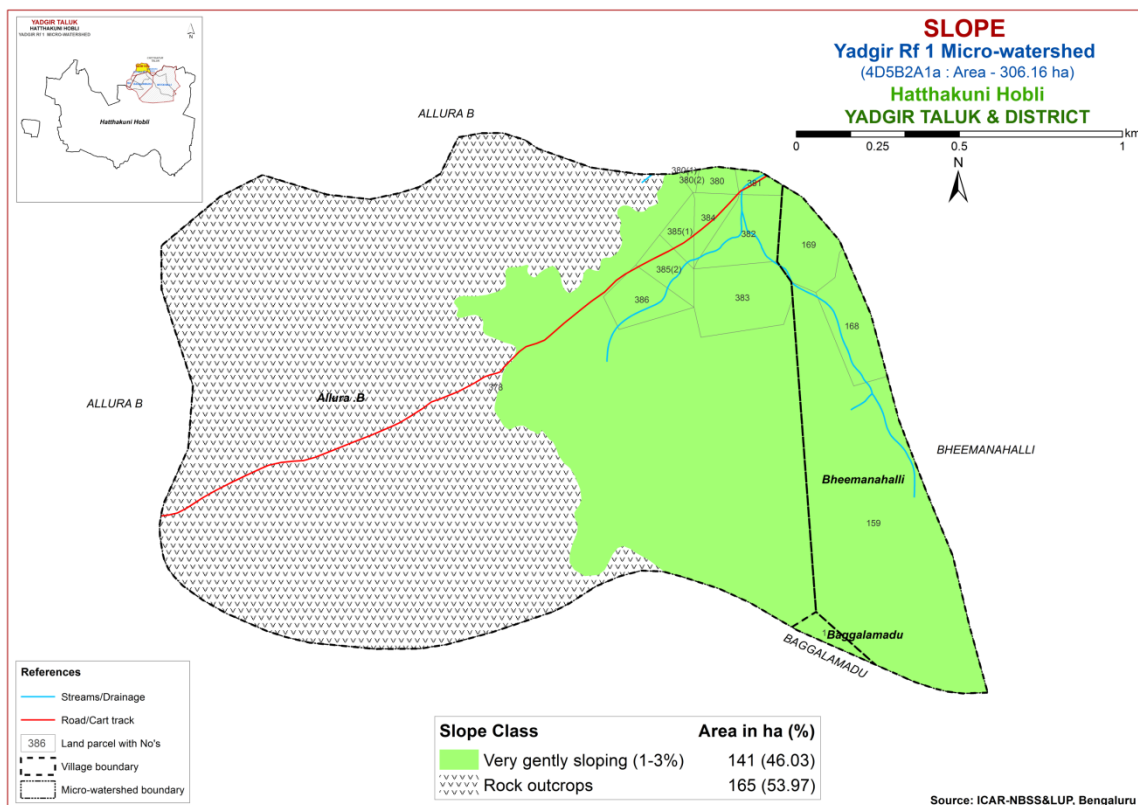 YADGIR TALUK
HATTHAKUNI HOBLI
YADGIR Rf 1 MICRO-WATERSHED
N
Hatthakuni Hobli
SLOPE
Yadgir Rf 1 Micro-watershed
(4D5B2A1a : Area - 306.16 ha)
Hatthakuni Hobli
YADGIR TALUK & DISTRICT
km
0 0.25 0.5 1
N
ALLURA B
380(1)
380(2) 380 381
384
385(1) 382 169
385(2)
386 383
168
378
Allura .B
ALLURA B
BHEEMANAHALLI
Bheemanahalli
159
1
Baggalamadu
BAGGALAMADU
References
Streams/Drainage
Road/Cart track
386 Land parcel with No's
Village boundary
Micro-watershed boundary
Slope Class Area in ha (%)
Very gently sloping (1-3%) 141 (46.03)
Rock outcrops 165 (53.97)
Source: ICAR-NBSS&LUP, Bengaluru